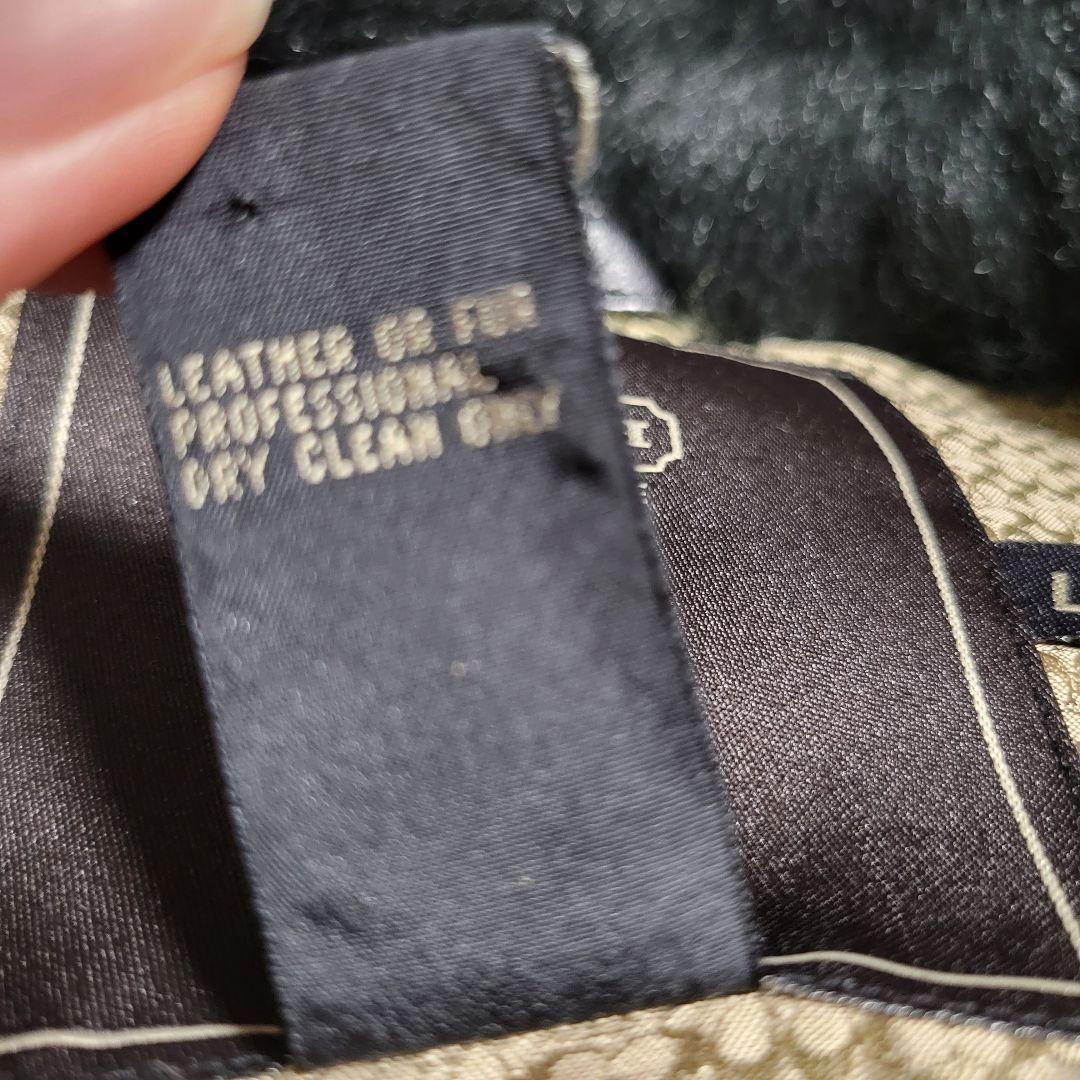 LEATHER OR FUR
PROFESSIONAL
DRY CLEAN ONLY
L